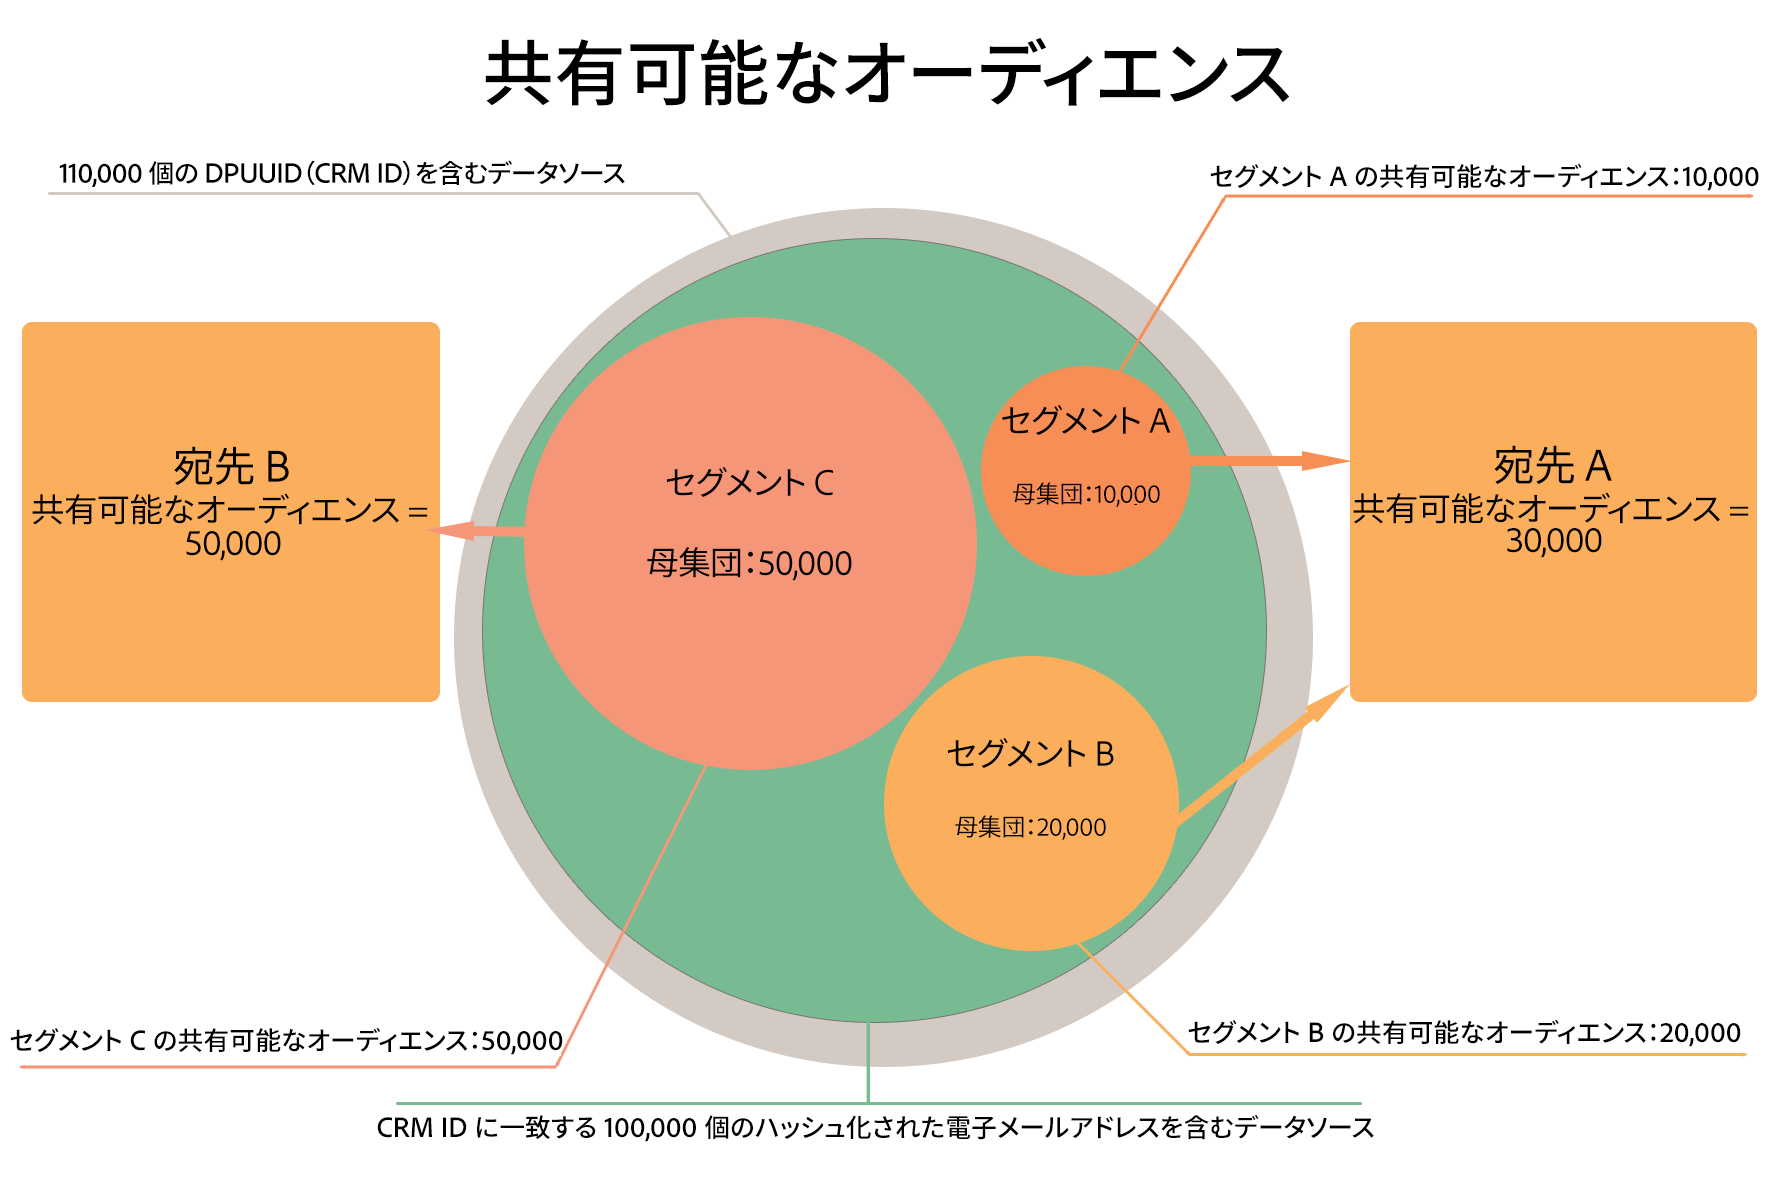 共有可能なオーディエンス
110,000 個の DPUUID（CRM ID）を含むデータソース
セグメント A の共有可能なオーディエンス：10,000
宛先 B
共有可能なオーディエンス =
50,000
セグメント C
母集団：50,000
セグメント A
母集団：10,000
宛先 A
共有可能なオーディエンス =
30,000
セグメント B
母集団：20,000
セグメント C の共有可能なオーディエンス：50,000
セグメント B の共有可能なオーディエンス：20,000
CRM ID に一致する 100,000 個のハッシュ化された電子メールアドレスを含むデータソース